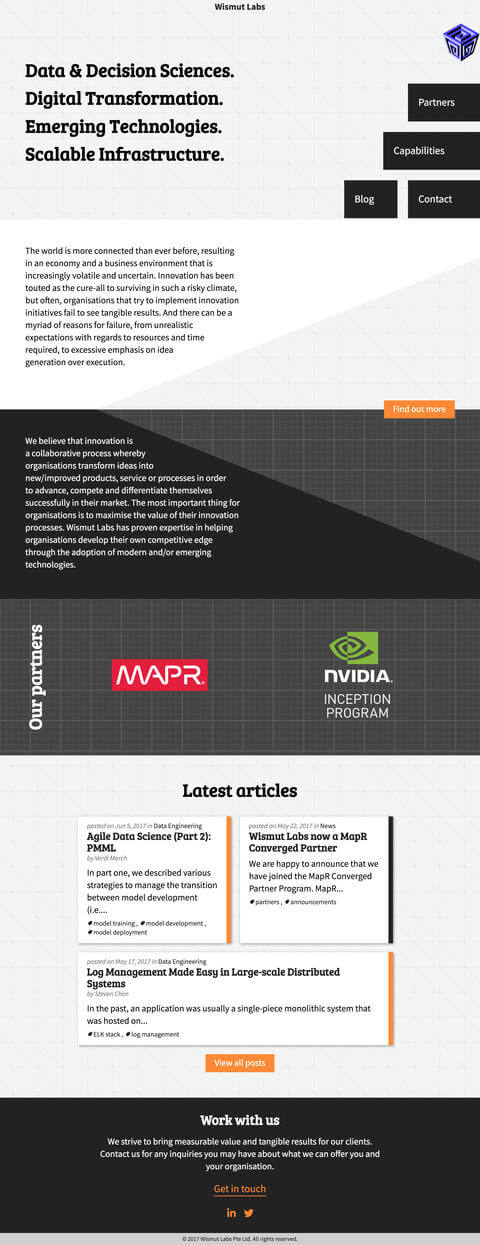 Wismut Labs
Data & Decision Sciences.
Digital Transformation.
Emerging Technologies.
Scalable Infrastructure.
Partners
Capabilities
Blog
Contact
The world is more connected than ever before, resulting
in an economy and a business environment that is
increasingly volatile and uncertain. Innovation has been
touted as the cure-all to surviving in such a risky climate,
but often, organisations that try to implement innovation
initiatives fail to see tangible results. And there can be a
myriad of reasons for failure, from unrealistic
expectations with regards to resources and time
required, to excessive emphasis on idea
generation over execution.
Find out more
We believe that innovation is
a collaborative process whereby
organisations transform ideas into
new/improved products, service or processes in order
to advance, compete and differentiate themselves
successfully in their market. The most important thing for
organisations is to maximise the value of their innovation
processes. Wismut Labs has proven expertise in helping
organisations develop their own competitive edge
through the adoption of modern and/or emerging
technologies.
Our partners
MAPR.
NVIDIA.
INCEPTION
PROGRAM
Latest articles
posted on Jun 5, 2017 in Data Engineering
Agile Data Science (Part 2):
PMML
by Verdi March
In part one, we described various
strategies to manage the transition
between model development
(i.e....
model training , model development ,
model deployment
posted on May 22, 2017 in News
Wismut Labs now a MapR
Converged Partner
We are happy to announce that we
have joined the MapR Converged
Partner Program. MapR...
partners , announcements
posted on May 17, 2017 in Data Engineering
Log Management Made Easy in Large-scale Distributed
Systems
by Steven Chen
In the past, an application was usually a single-piece monolithic system that
was hosted on...
ELK stack , log management
View all posts
Work with us
We strive to bring measurable value and tangible results for our clients.
Contact us for any inquiries you may have about what we can offer you and
your organisation.
Get in touch
© 2017 Wismut Labs Pte Ltd. All rights reserved.